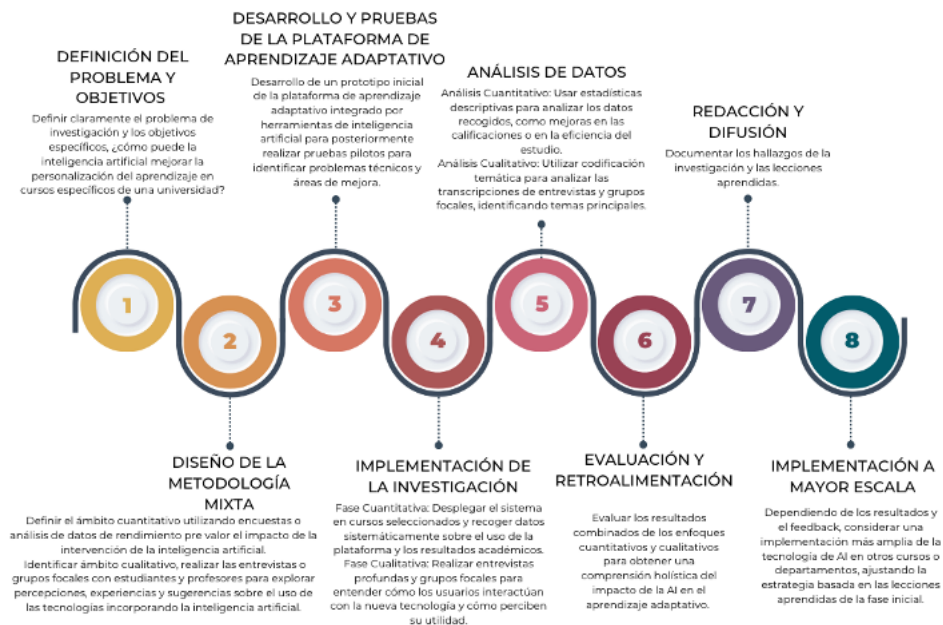 DEFINICIÓN DEL
PROBLEMA Y
OBJETIVOS
Definir claramente el problema de
investigación y los objetivos
específicos, ¿cómo puede la
inteligencia artificial mejorar la
personalización del aprendizaje en
cursos específicos de una universidad?
1
DISEÑO DE LA
METODOLOGÍA
MIXTA
Definir el ámbito cuantitativo utilizando encuestas o
análisis de datos de rendimiento pre valor el impacto de la
intervención de la inteligencia artificial.
Identificar ámbito cualitativo, realizar las entrevistas o
grupos focales con estudiantes y profesores para explorar
percepciones, experiencias y sugerencias sobre el uso de
las tecnologías incorporando la inteligencia artificial.
2
DESARROLLO Y PRUEBAS
DE LA PLATAFORMA DE
APRENDIZAJE ADAPTATIVO
Desarrollo de un prototipo inicial
de la plataforma de aprendizaje
adaptativo integrado por
herramientas de inteligencia
artificial para posteriormente
realizar pruebas pilotos para
identificar problemas técnicos y
áreas de mejora.
3
IMPLEMENTACIÓN DE
LA INVESTIGACIÓN
Fase Cuantitativa: Desplegar el sistema
en cursos seleccionados y recoger datos
sistemáticamente sobre el uso de la
plataforma y los resultados académicos.
Fase Cualitativa: Realizar entrevistas
profundas y grupos focales para
entender cómo los usuarios interactúan
con la nueva tecnología y cómo perciben
su utilidad.
4
ANÁLISIS DE DATOS
Análisis Cuantitativo: Usar estadísticas
descriptivas para analizar los datos
recogidos, como mejoras en las
calificaciones o en la eficiencia del
estudio.
Análisis Cualitativo: Utilizar codificación
temática para analizar las
transcripciones de entrevistas y grupos
focales, identificando temas principales.
5
EVALUACIÓN Y
RETROALIMENTACIÓN
Evaluar los resultados
combinados de los enfoques
cuantitativos y cualitativos
para obtener una
comprensión holística del
impacto de la AI en el
aprendizaje adaptativo.
6
REDACCIÓN Y
DIFUSIÓN
Documentar los hallazgos de la
investigación y las lecciones
aprendidas.
7
IMPLEMENTACIÓN A
MAYOR ESCALA
Dependiendo de los resultados y
el feedback, considerar una
implementación más amplia de la
tecnología de AI en otros cursos o
departamentos, ajustando la
estrategia basada en las lecciones
aprendidas de la fase inicial.
8